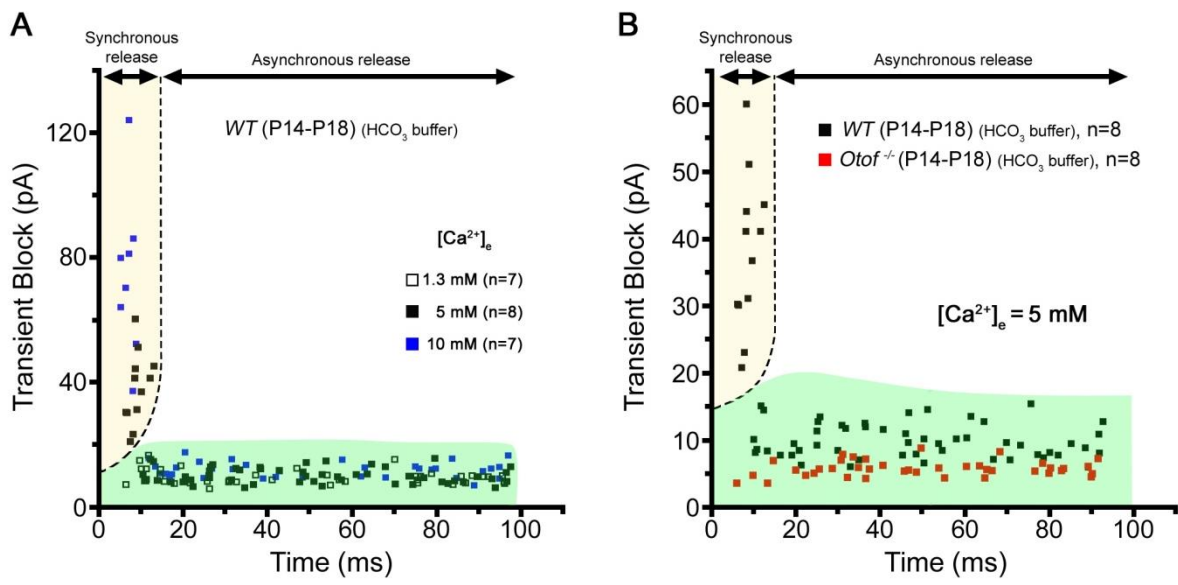 A
Synchronous
release
Asynchronous release
WT (P14-P18) (HCO₃ buffer)
[Ca²⁺]ₑ
1.3 mM (n=7)
5 mM (n=8)
10 mM (n=7)
Transient Block (pA)
120
80
40
0
0 20 40 60 80 100
Time (ms)
B
Synchronous
release
Asynchronous release
WT (P14-P18) (HCO₃ buffer), n=8
Otof ⁻/⁻ (P14-P18) (HCO₃ buffer), n=8
[Ca²⁺]ₑ = 5 mM
Transient Block (pA)
60
50
40
30
20
10
0
0 20 40 60 80 100
Time (ms)